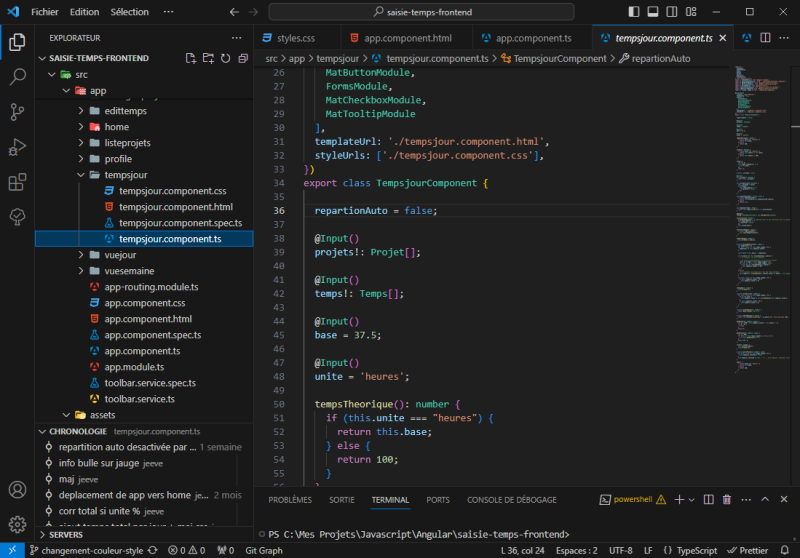 Fichier Edition Sélection ···
saisie-temps-frontend
EXPLORATEUR
SAISIE-TEMPS-FRONTEND
src
app
edittemps
home
listeprojets
profile
tempsjour
tempsjour.component.css
tempsjour.component.html
tempsjour.component.spec.ts
tempsjour.component.ts
vuejour
vuesemaine
app-routing.module.ts
app.component.css
app.component.html
app.component.spec.ts
app.component.ts
app.module.ts
toolbar.service.spec.ts
toolbar.service.ts
assets
CHRONOLOGIE tempsjour.component.ts
repartition auto desactivée par ... 1 semaine
info bulle sur jauge jeeve
maj jeeve
deplacement de app vers home je... 2 mois
corr total si unite % jeeve
SERVERS
styles.css app.component.html app.component.ts tempsjour.component.ts
src > app > tempsjour > tempsjour.component.ts > TempsjourComponent > repartionAuto
26 MatButtonModule,
27 FormsModule,
28 MatCheckboxModule,
29 MatTooltipModule
30 ],
31 templateUrl: './tempsjour.component.html',
32 styleUrls: ['./tempsjour.component.css'],
33 })
34 export class TempsjourComponent {
35
36 repartionAuto = false;
37
38 @Input()
39 projets!: Projet[];
40
41 @Input()
42 temps!: Temps[];
43
44 @Input()
45 base = 37.5;
46
47 @Input()
48 unite = 'heures';
49
50 tempsTheorique(): number {
51 if (this.unite === "heures") {
52 return this.base;
53 } else {
54 return 100;
55 }
56 }
PROBLÈMES SORTIE TERMINAL PORTS CONSOLE DE DÉBOGAGE
powershell
PS C:\Mes Projets\Javascript\Angular\saisie-temps-frontend>
changement-couleur-style 0 0 0 Git Graph L 36, col 24 Espaces : 2 UTF-8 LF {} TypeScript Prettier